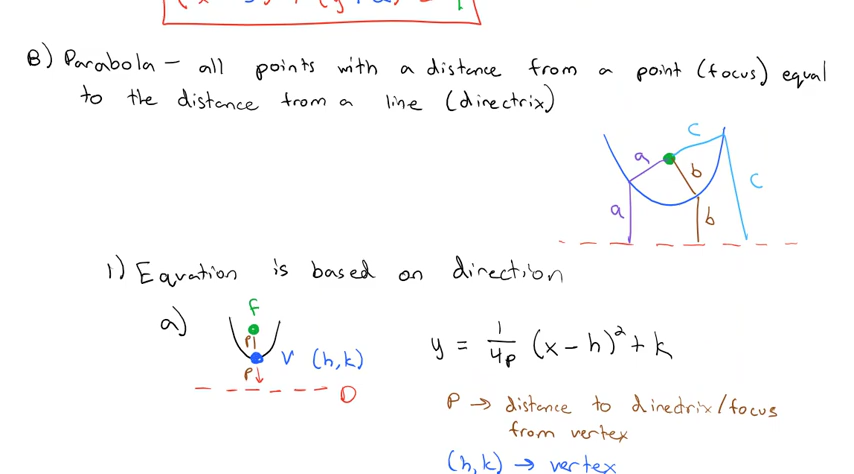 B) Parabola – all points with a distance from a point (focus) equal
to the distance from a line (directrix)
c
a
b
c
a
b
1) Equation is based on direction
a)
F
P
V (h,k)
P
D
y = 1/4p (x - h)² + k
P → distance to directrix/focus
from vertex
(h,k) → vertex